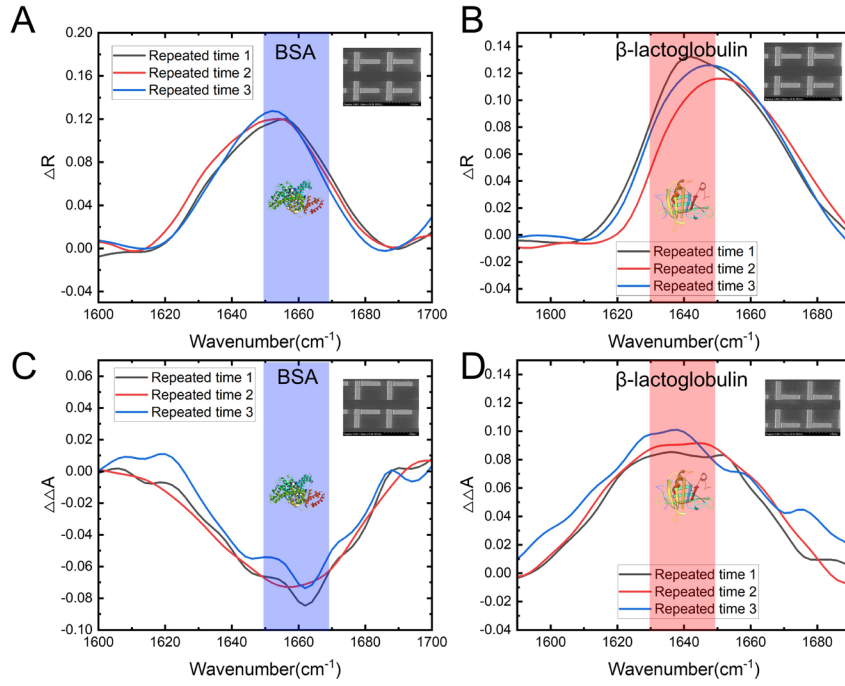 A
BSA
Repeated time 1
Repeated time 2
Repeated time 3
0.20
0.16
0.12
0.08
0.04
0.00
-0.04
△R
1600 1620 1640 1660 1680 1700
Wavenumber(cm-1)
B
β-lactoglobulin
0.14
0.12
0.10
0.08
0.06
0.04
0.02
0.00
-0.02
-0.04
△R
Repeated time 1
Repeated time 2
Repeated time 3
1600 1620 1640 1660 1680
Wavenumber(cm-1)
C
BSA
Repeated time 1
Repeated time 2
Repeated time 3
0.06
0.04
0.02
0.00
-0.02
-0.04
-0.06
-0.08
-0.10
△△A
1600 1620 1640 1660 1680 1700
Wavenumber(cm-1)
D
β-lactoglobulin
0.14
0.12
0.10
0.08
0.06
0.04
0.02
0.00
-0.02
-0.04
△△A
Repeated time 1
Repeated time 2
Repeated time 3
1600 1620 1640 1660 1680
Wavenumber(cm-1)